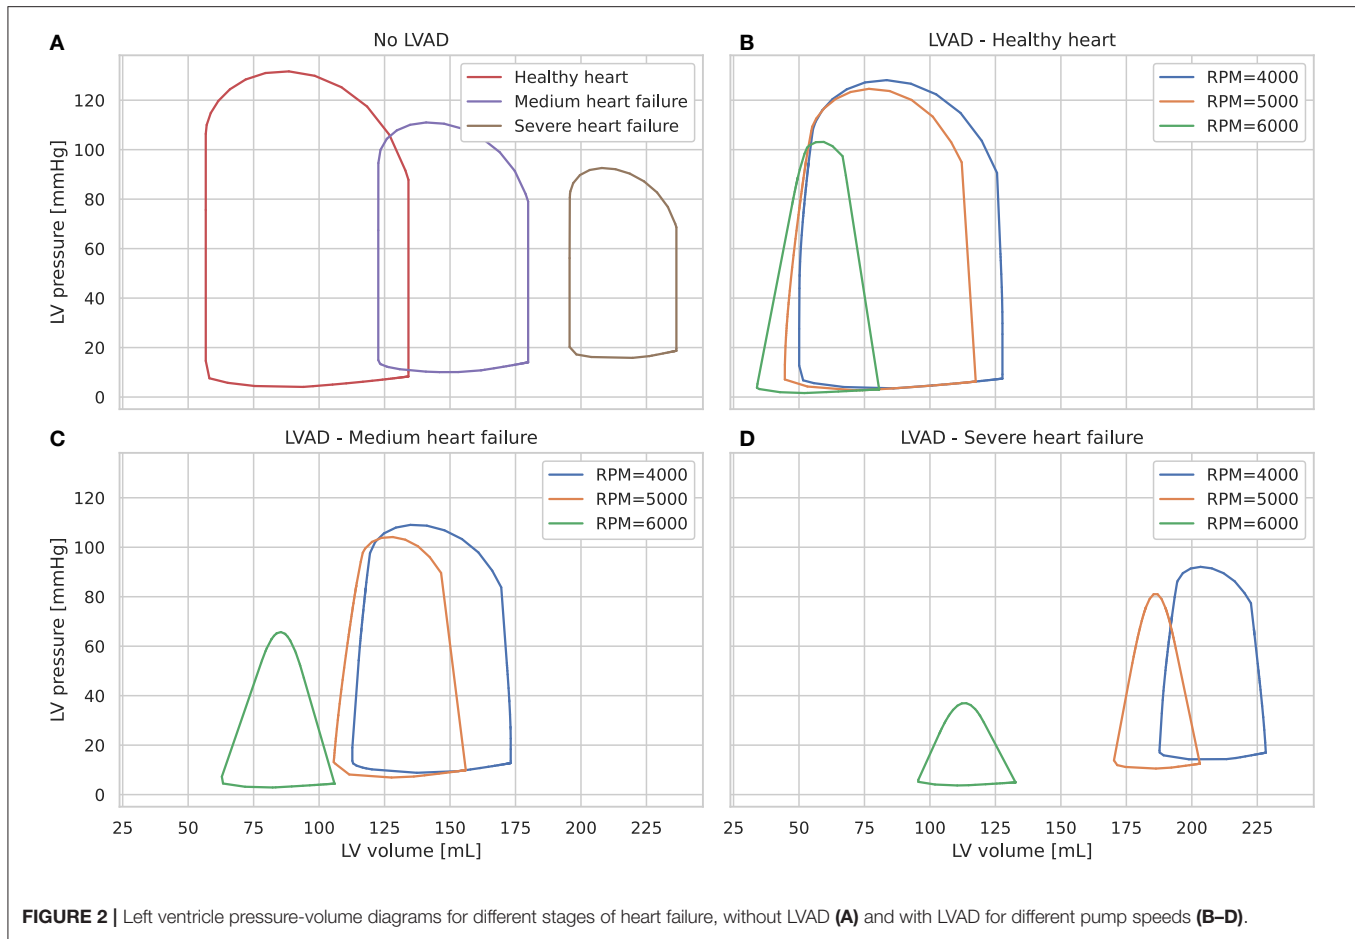 A
No LVAD
LV pressure [mmHg]
120
100
80
60
40
20
0
Healthy heart
Medium heart failure
Severe heart failure
B
LVAD - Healthy heart
RPM=4000
RPM=5000
RPM=6000
C
LVAD - Medium heart failure
LV pressure [mmHg]
120
100
80
60
40
20
0
RPM=4000
RPM=5000
RPM=6000
25 50 75 100 125 150 175 200 225
LV volume [mL]
D
LVAD - Severe heart failure
RPM=4000
RPM=5000
RPM=6000
25 50 75 100 125 150 175 200 225
LV volume [mL]
FIGURE 2 | Left ventricle pressure-volume diagrams for different stages of heart failure, without LVAD (A) and with LVAD for different pump speeds (B–D).